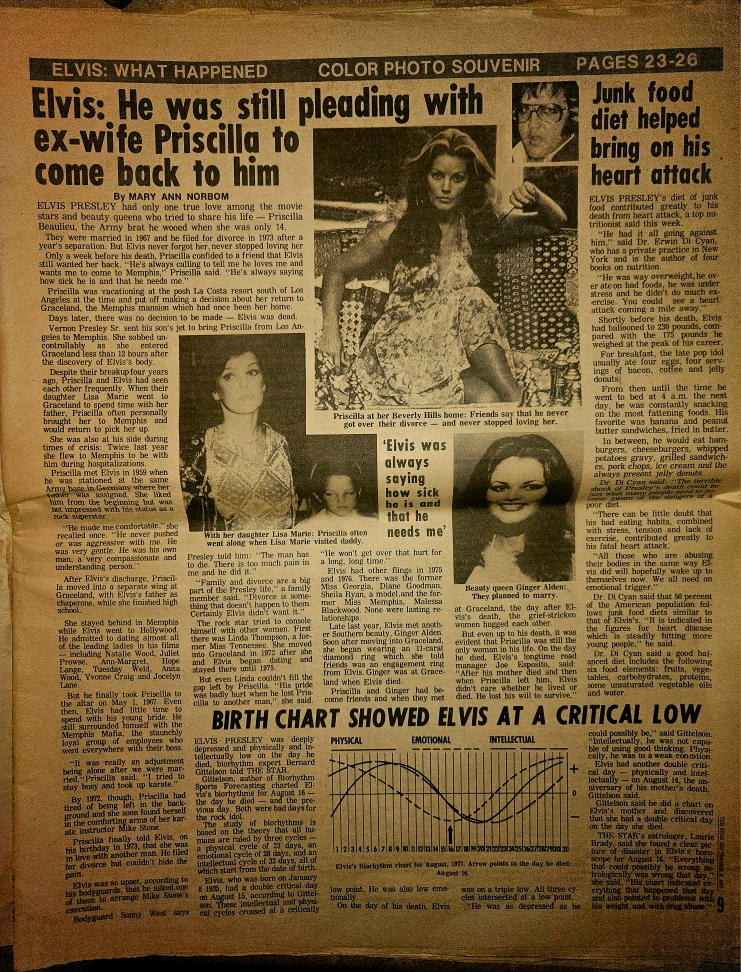 ELVIS: WHAT HAPPENED COLOR PHOTO SOUVENIR PAGES 23-26
Elvis: He was still pleading with
ex-wife Priscilla to
come back to him
By MARY ANN NORBOM
ELVIS PRESLEY had only one true love among the movie
stars and beauty queens who tried to share his life — Priscilla
Beaulieu, the Army brat he wooed when she was only 14.
They were married in 1967 and he filed for divorce in 1973 after a
year's separation. But Elvis never forgot her, never stopped loving her
Only a week before his death, Priscilla confided to a friend that Elvis
still wanted her back. "He's always calling to tell me he loves me and
wants me to come to Memphis," Priscilla said. "He's always saying
how sick he is and that he needs me."
Priscilla was vacationing at the posh La Costa resort south of Los
Angeles at the time and put off making a decision about her return to
Graceland, the Memphis mansion which had once been her home.
Days later, there was no decision to be made — Elvis was dead.
Vernon Presley Sr. sent his son's jet to bring Priscilla from Los An-
geles to Memphis. She sobbed un-
controllably as she entered
Graceland less than 12 hours after
the discovery of Elvis's body.
Despite their breakup four years
ago, Priscilla and Elvis had seen
each other frequently. When their
daughter Lisa Marie went to
Graceland to spend time with her
father, Priscilla often personally
brought her to Memphis and
would return to pick her up.
She was also at his side during
times of crisis. Twice last year
she flew to Memphis to be with
him during hospitalizations.
Priscilla met Elvis in 1959 when
he was stationed at the same
Army base in Germany where her
father was assigned. She liked
him from the beginning but was
not impressed with his status as a
rock superstar.
"He made me comfortable," she
recalled once. "He never pushed
or was aggressive with me. He
was very gentle. He was his own
man, a very compassionate and
understanding person."
After Elvis's discharge, Prisci-
lla moved into a separate wing at
Graceland, with Elvis's father as
chaperone, while she finished high
school.
She stayed behind in Memphis
while Elvis went to Hollywood.
He admitted to dating almost all
of the leading ladies in his films
— including Natalie Wood, Juliet
Prowse, Ann-Margret, Hope
Lange, Tuesday Weld, Anita
Wood, Yvonne Craig and Jocelyn
Lane.
But he finally took Priscilla to
the altar on May 1, 1967. Even
then, Elvis had little time to
spend with his young bride. He
still surrounded himself with the
Memphis Mafia, the staunchly
loyal group of employees who
went everywhere with their boss.
"It was really an adjustment
being alone after we were mar-
ried," Priscilla said. "I tried to
stay busy and took up karate."
By 1972, though, Priscilla had
tired of being left in the back-
ground and she soon found herself
in the comforting arms of her kar-
ate instructor Mike Stone.
Priscilla finally told Elvis, on
his birthday in 1973, that she was
in love with another man. He filed
for divorce but couldn't hide the
pain.
Elvis was so upset, according to
his bodyguards, that he asked one
of them to arrange Mike Stone's
execution.
Bodyguard Sonny West says
Priscilla at her Beverly Hills home: Friends say that he never
got over their divorce — and never stopped loving her.
With her daughter Lisa Marie: Priscilla often
went along when Lisa Marie visited daddy.
'Elvis was
always
saying
how sick
he is and
that he
needs me'
Beauty queen Ginger Alden:
They planned to marry.
Presley told him: "The man has
to die. There is too much pain in
me and he did it."
"Family and divorce are a big
part of the Presley life," a family
member said. "Divorce is some-
thing that doesn't happen to them.
Certainly Elvis didn't want it."
The rock star tried to console
himself with other women. First
there was Linda Thompson, a for-
mer Miss Tennessee. She moved
into Graceland in 1972 after she
and Elvis began dating and
stayed there until 1975.
But even Linda couldn't fill the
gap left by Priscilla. "His pride
was badly hurt when he lost Pris-
cilla to another man," she said.
"He won't get over that hurt for
a long, long time."
Elvis had other flings in 1975
and 1976. There was the former
Miss Georgia, Diane Goodman,
Sheila Ryan, a model and the for-
mer Miss Memphis, Malessa
Blackwood. None were lasting re-
lationships.
Late last year, Elvis met anoth-
er Southern beauty, Ginger Alden.
Soon after moving into Graceland,
she began wearing an 11-carat
diamond ring which she told
friends was an engagement ring
from Elvis. Ginger was at Grace-
land when Elvis died
Priscilla and Ginger had be-
come friends and when they met
at Graceland, the day after El-
vis's death, the grief-stricken
women hugged each other.
But even up to his death, it was
evident that Priscilla was still the
only woman in his life. On the day
he died, Elvis's longtime road
manager Joe Esposito, said:
"After his mother died and then
when Priscilla left him, Elvis
didn't care whether he lived or
died. He lost his will to survive."
Junk food
diet helped
bring on his
heart attack
ELVIS PRESLEY's diet of junk
food contributed greatly to his
death from heart attack, a top nu-
tritionist said this week.
"He had it all going against
him," said Dr. Erwin Di Cyan,
who has a private practice in New
York and is the author of four
books on nutrition.
"He was way overweight, he ov-
er ate on bad foods, he was under
stress and he didn't do much ex-
ercise. You could see a heart
attack coming a mile away."
Shortly before his death, Elvis
had ballooned to 230 pounds, com-
pared with the 175 pounds he
weighed at the peak of his career.
For breakfast, the late pop idol
usually ate four eggs, four serv-
ings of bacon, coffee and jelly
donuts.
From then until the time he
went to bed at 4 a.m. the next
day, he was constantly snacking
on the most fattening foods. His
favorite was banana and peanut
butter sandwiches, fried in butter.
In between, he would eat ham-
burgers, cheeseburgers, whipped
potatoes gravy, grilled sandwich-
es, pork chops, ice cream and the
always present jelly donuts.
Dr. Di Cyan said: "The terrible
shock of Presley's death could be
just what many people need to be-
come aware of the dangers of a
poor diet.
"There can be little doubt that
his bad eating habits, combined
with stress, tension and lack of
exercise, contributed greatly to
his fatal heart attack.
"All those who are abusing
their bodies in the same way El-
vis did will hopefully wake up to
themselves now. We all need an
emotional trigger."
Dr. Di Cyan said that 50 percent
of the American population fol-
lows junk food diets similar to
that of Elvis's. "It is indicated in
the figures for heart disease
which is steadily hitting more
young people," he said.
Dr. Di Cyan said a good bal-
anced diet includes the following
six food elements: fruits, vege-
tables, carbohydrates, proteins,
some unsaturated vegetable oils
and water.
BIRTH CHART SHOWED ELVIS AT A CRITICAL LOW
ELVIS PRESLEY was deeply
depressed and physically and in-
tellectually low on the day he
died, biorythm expert Bernard
Gittelson told THE STAR.
Gittelson, author of Biorythm
Sports Forecasting charted El-
vis's biorythms for August 16 —
the day he died — and the pre-
vious day. Both were bad days for
the rock idol.
The study of biorythms is
based on the theory that all hu-
mans are ruled by three cycles —
a physical cycle of 23 days, an
emotional cycle of 28 days, and an
intellectual cycle of 33 days, all of
which start from the date of birth.
Elvis, who was born on January
8 1935, had a double critical day
on August 15, according to Gittel-
son. These intellectual and physi-
cal cycles crossed at a critically
PHYSICAL EMOTIONAL INTELLECTUAL
+
0
−
1 2 3 4 5 6 7 8 9 10 11 12 13 14 15 16 17 18 19 20 21 22 23 24 25 26 27 28 29 30 31
Elvis's Biorhythm chart for August, 1977. Arrow points to the day he died:
August 16.
low point. He was also low emo-
tionally.
On the day of his death, Elvis
was on a triple low. All three cy-
cles intersected at a low point.
"He was as depressed as he
could possibly be," said Gittelson.
"Intellectually, he was not capa-
ble of using good thinking. Physi-
cally, he was in a weak condition.
Elvis had another double criti-
cal day — physically and intel-
lectually — on August 14, the an-
niversary of his mother's death,
Gittelson said.
Gittelson said he did a chart on
Elvis's mother and discovered
that she had a double critical day
on the day she died.
THE STAR'S astrologer, Laurie
Brady, said she found a clear pic-
ture of disaster in Elvis's horo-
scope for August 16. "Everything
that could possibly be wrong as-
trologically was wrong that day,"
she said. "His chart indicated ev-
erything that happened that day
and also pointed to problems with
his weight and with drug abuse."
9